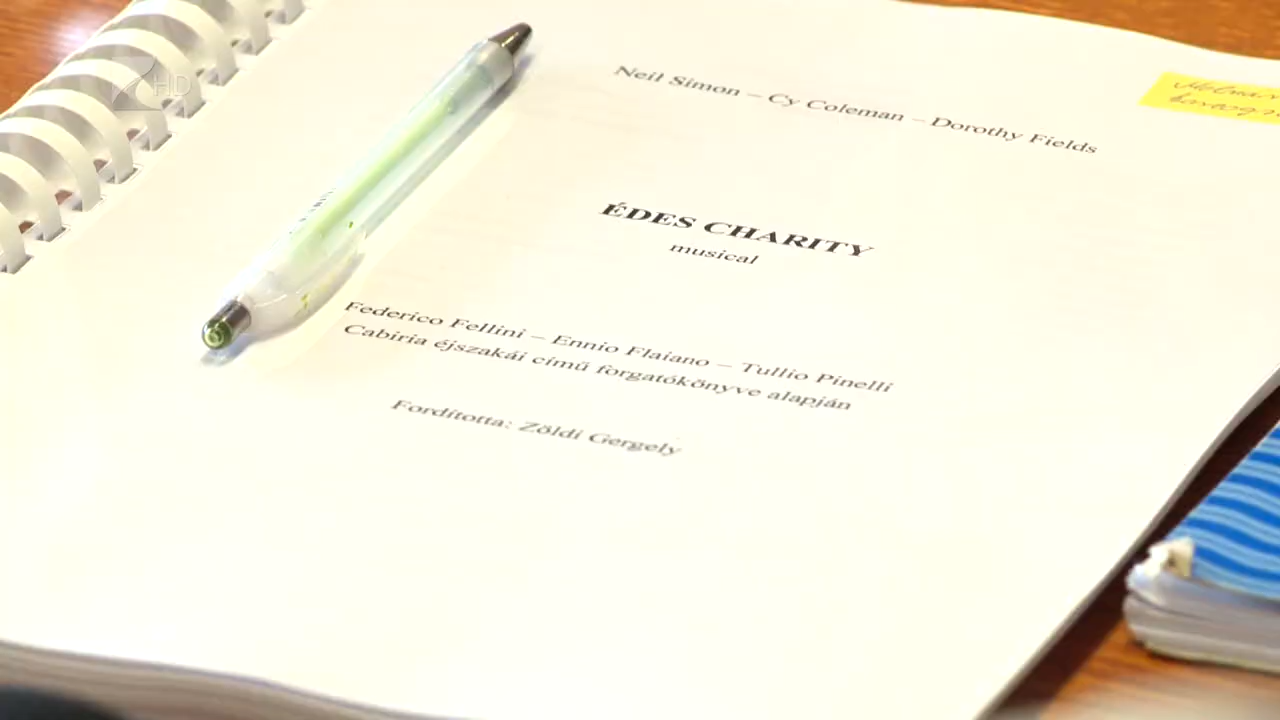 HD
Neil Simon – Cy Coleman – Dorothy Fields
ÉDES CHARITY
musical
Federico Fellini – Ennio Flaiano – Tullio Pinelli
Cabiria éjszakái című forgatókönyve alapján
Fordította: Zöldi Gergely